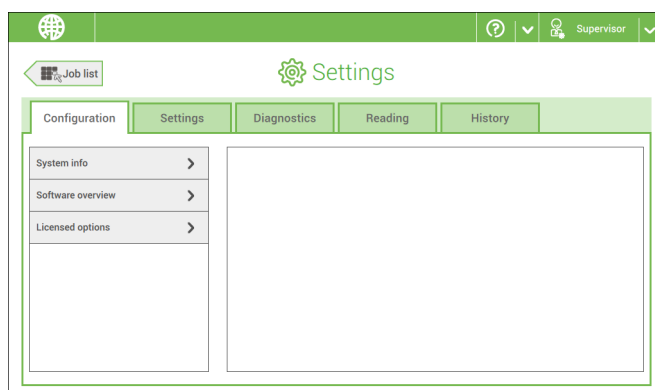 Supervisor
Job list
Settings
Configuration Settings Diagnostics Reading History
System info
Software overview
Licensed options